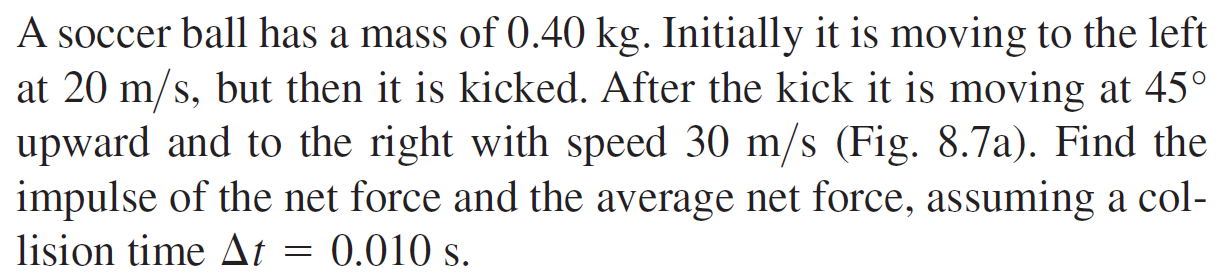 A soccer ball has a mass of 0.40 kg. Initially it is moving to the left
at 20 m/s, but then it is kicked. After the kick it is moving at 45°
upward and to the right with speed 30 m/s (Fig. 8.7a). Find the
impulse of the net force and the average net force, assuming a col-
lision time Δt = 0.010 s.